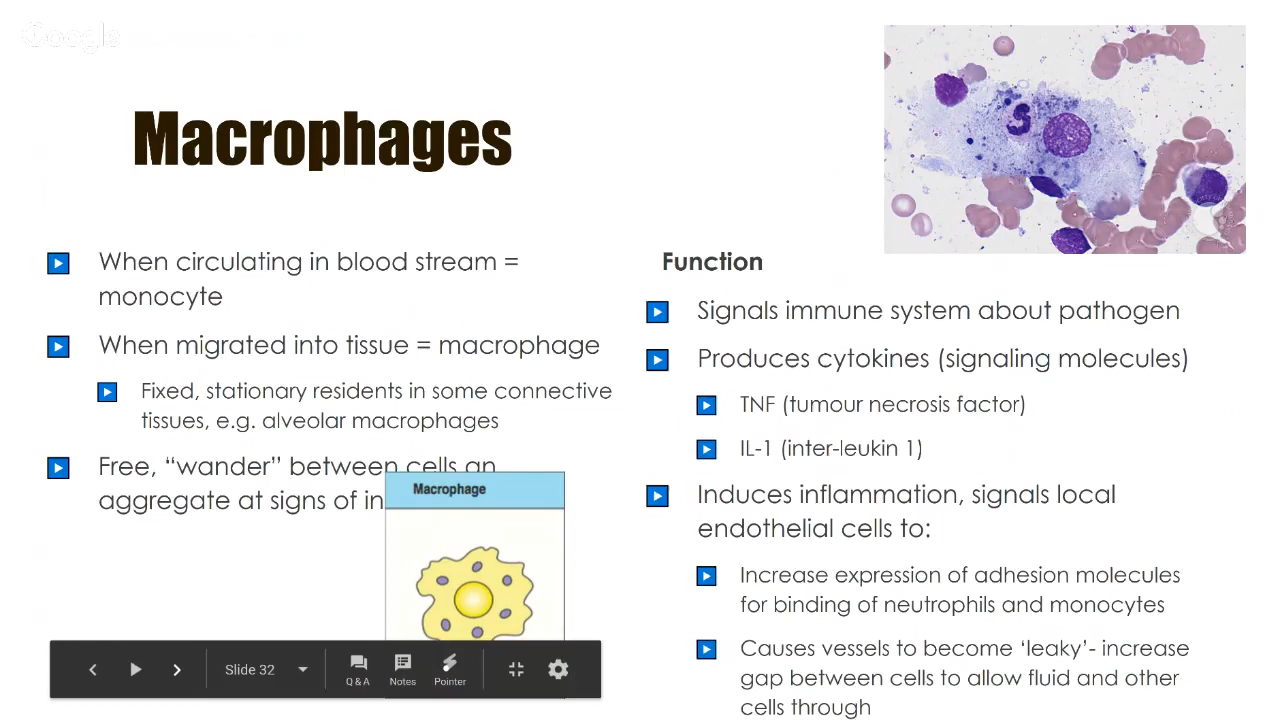 Google
Macrophages
When circulating in blood stream =
monocyte
When migrated into tissue = macrophage
Fixed, stationary residents in some connective
tissues, e.g. alveolar macrophages
Free, “wander” between cells an
aggregate at signs of in
Macrophage
Function
Signals immune system about pathogen
Produces cytokines (signaling molecules)
TNF (tumour necrosis factor)
IL-1 (inter-leukin 1)
Induces inflammation, signals local
endothelial cells to:
Increase expression of adhesion molecules
for binding of neutrophils and monocytes
Causes vessels to become ‘leaky’- increase
gap between cells to allow fluid and other
cells through
Slide 32
Q & A
Notes
Pointer